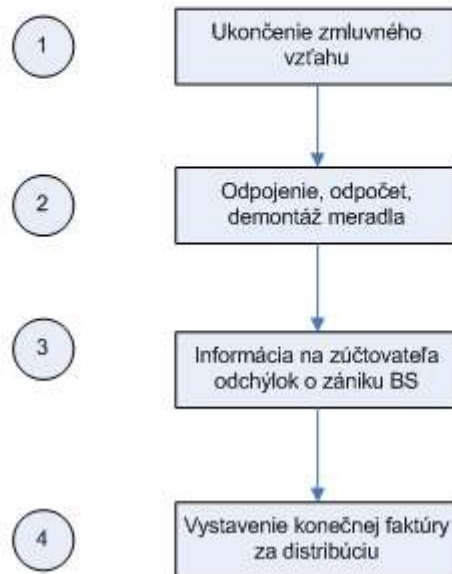 1
Ukončenie zmluvného
vzťahu
2
Odpojenie, odpočet,
demontáž meradla
3
Informácia na zúčtovateľa
odchýlok o zániku BS
4
Vystavenie konečnej faktúry
za distribúciu